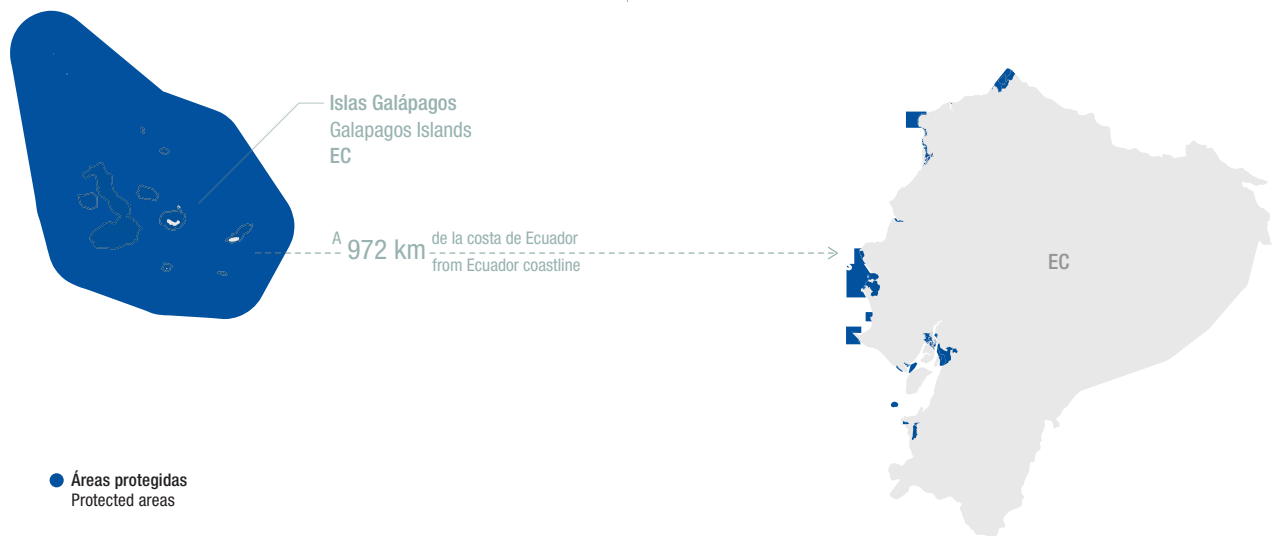 Islas Galápagos
Galapagos Islands
EC
A 972 km de la costa de Ecuador
from Ecuador coastline
EC
Áreas protegidas
Protected areas